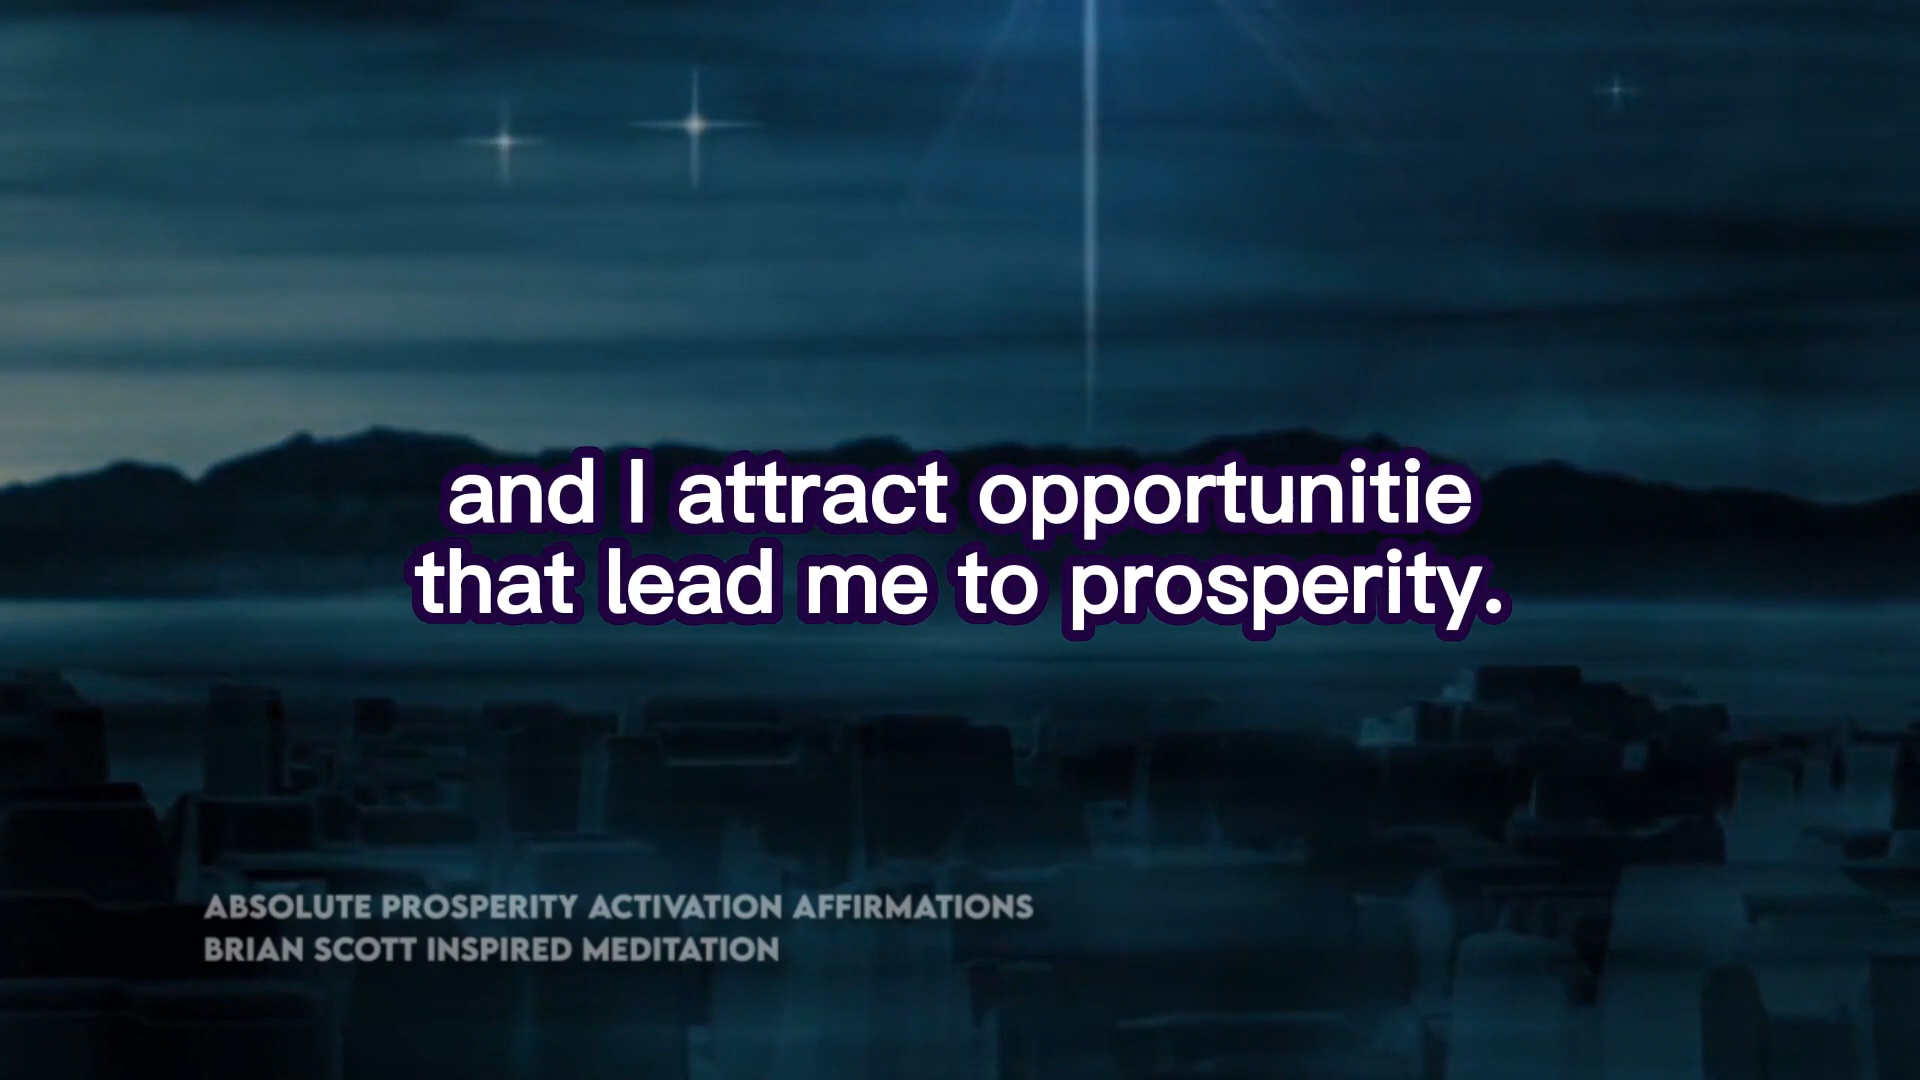 and I attract opportunitie
that lead me to prosperity.
ABSOLUTE PROSPERITY ACTIVATION AFFIRMATIONS
BRIAN SCOTT INSPIRED MEDITATION